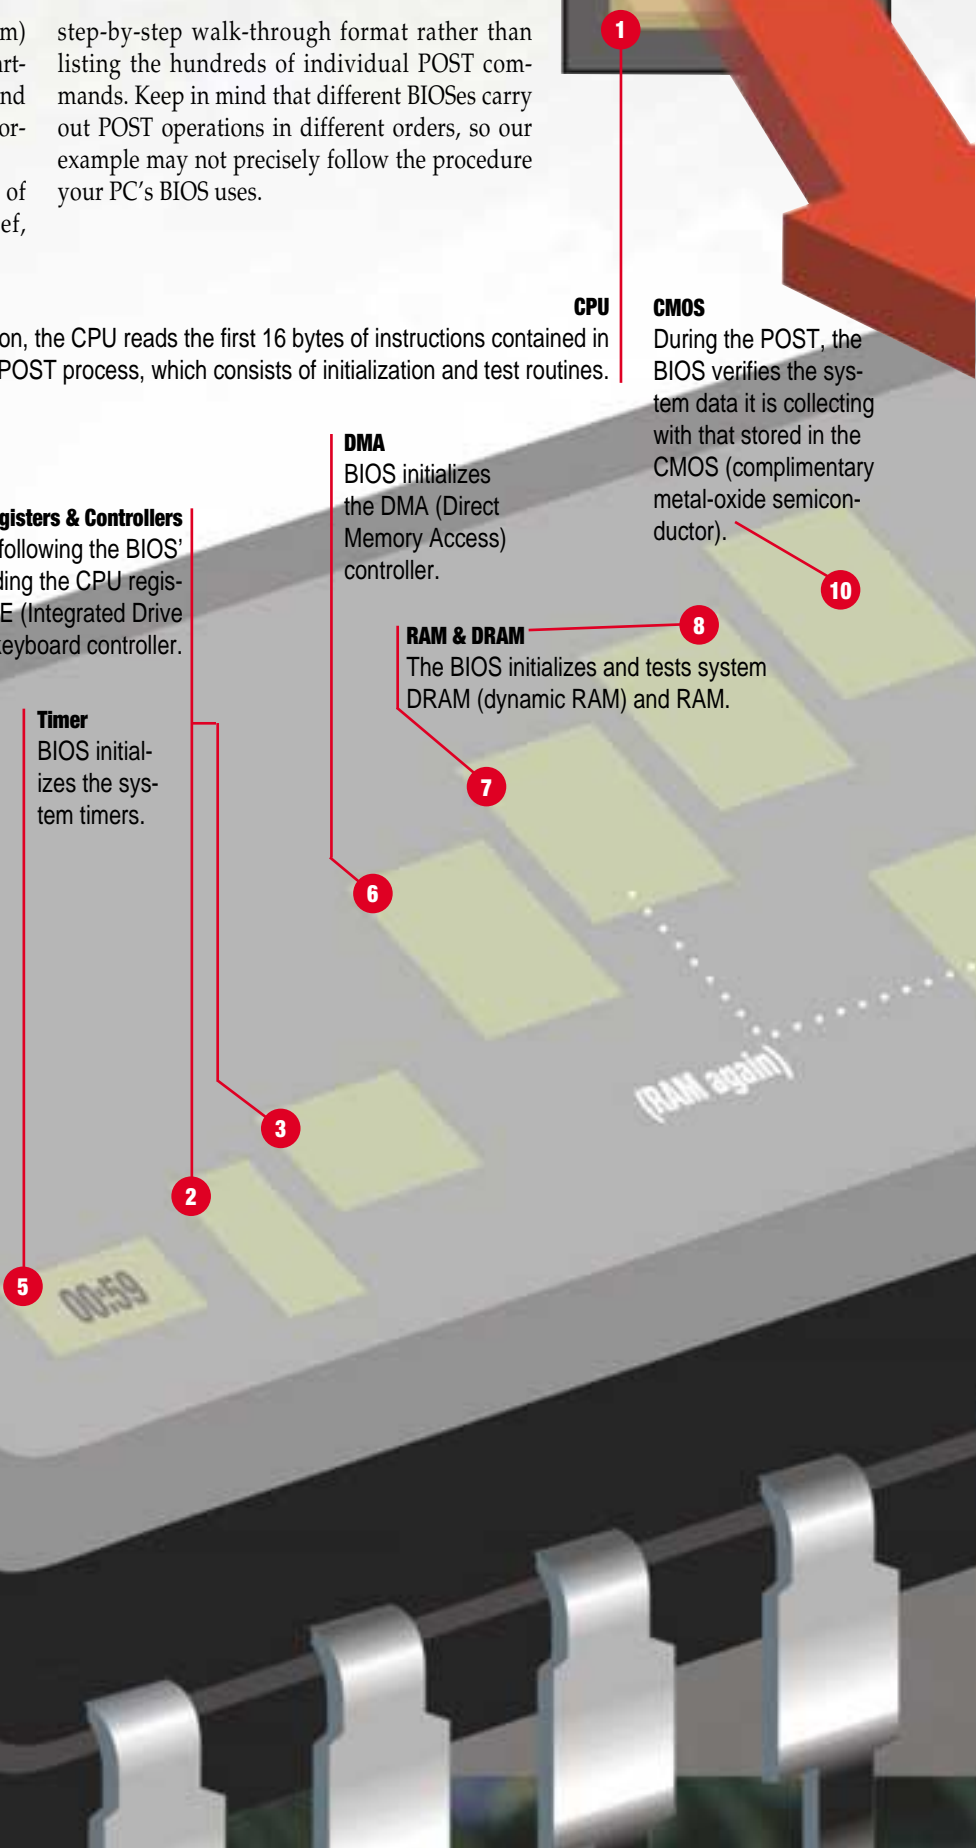 m)
art-
nd
or-
of
ef,
step-by-step walk-through format rather than
listing the hundreds of individual POST com-
mands. Keep in mind that different BIOSes carry
out POST operations in different orders, so our
example may not precisely follow the procedure
your PC's BIOS uses.
1
CPU
on, the CPU reads the first 16 bytes of instructions contained in
POST process, which consists of initialization and test routines.
CMOS
During the POST, the
BIOS verifies the sys-
tem data it is collecting
with that stored in the
CMOS (complimentary
metal-oxide semicon-
ductor).
10
DMA
BIOS initializes
the DMA (Direct
Memory Access)
controller.
gisters & Controllers
following the BIOS'
ding the CPU regis-
E (Integrated Drive
keyboard controller.
RAM & DRAM
8
The BIOS initializes and tests system
DRAM (dynamic RAM) and RAM.
Timer
BIOS initial-
izes the sys-
tem timers.
7
6
(RAM again)
3
2
5
00:59